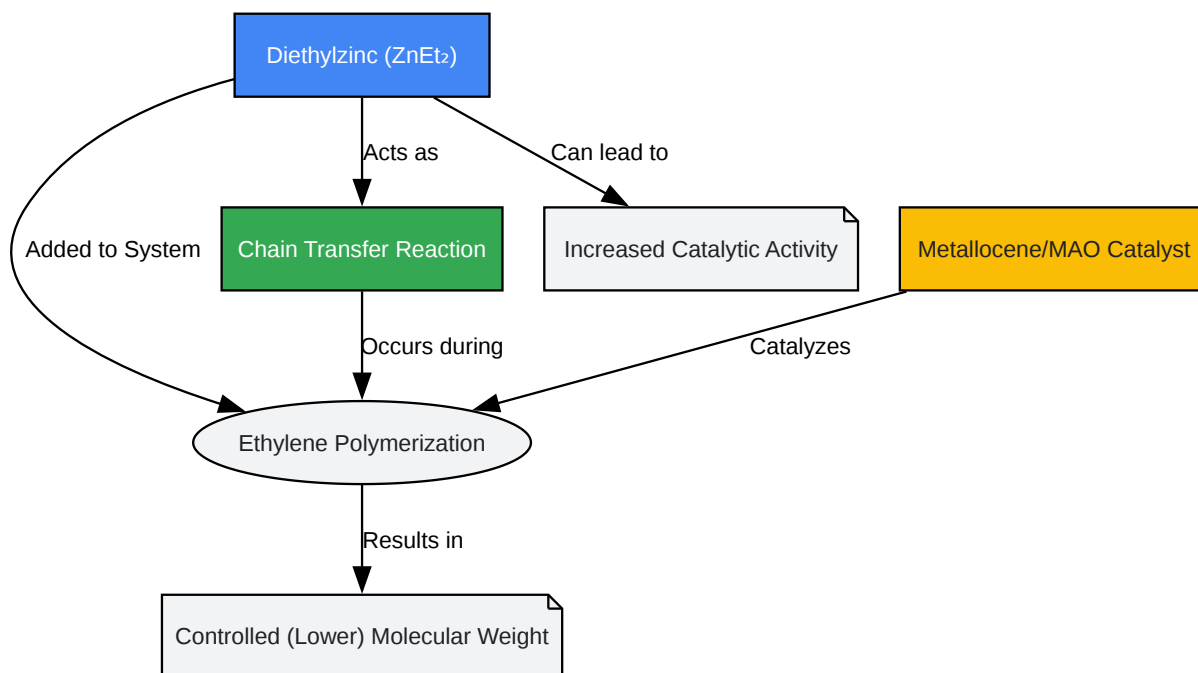 Diethylzinc (ZnEt₂)
Acts as
Can lead to
Added to System
Chain Transfer Reaction
Increased Catalytic Activity
Metallocene/MAO Catalyst
Occurs during
Catalyzes
Ethylene Polymerization
Results in
Controlled (Lower) Molecular Weight